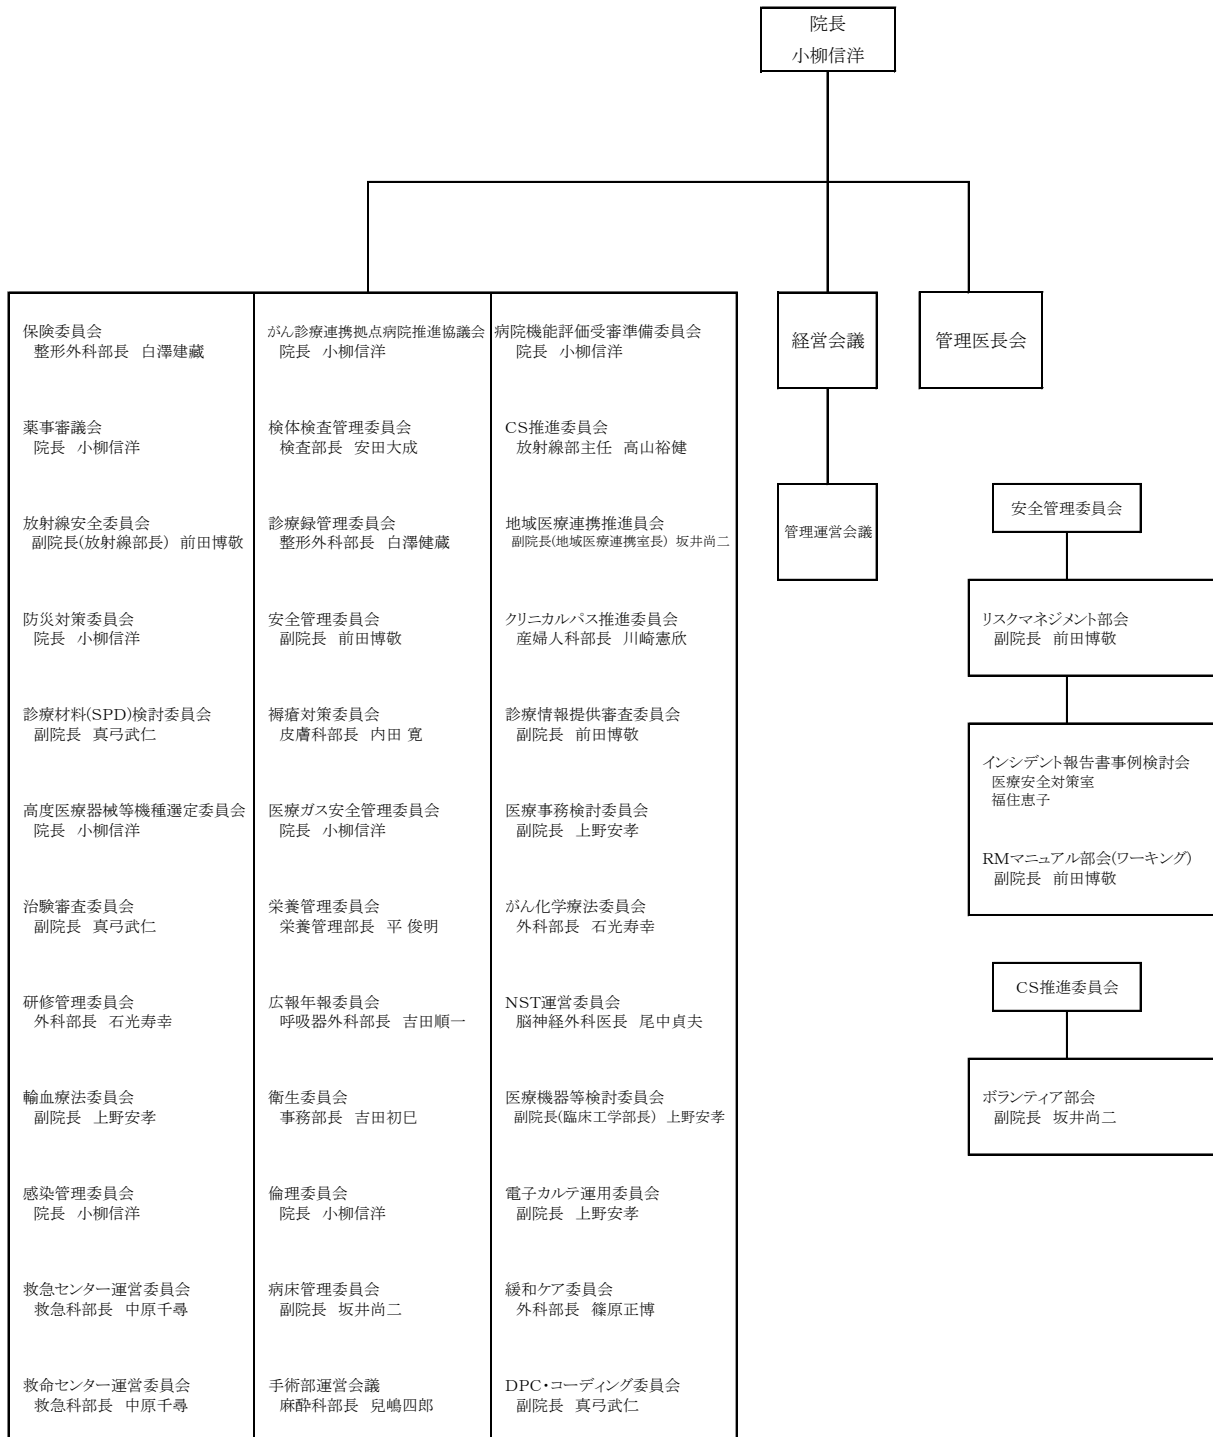 院長
小柳信洋
保険委員会
整形外科部長 白澤建藏
薬事審議会
院長 小柳信洋
放射線安全委員会
副院長(放射線部長) 前田博敬
防災対策委員会
院長 小柳信洋
診療材料(SPD)検討委員会
副院長 真弓武仁
高度医療器械等機種選定委員会
院長 小柳信洋
治験審査委員会
副院長 真弓武仁
研修管理委員会
外科部長 石光寿幸
輸血療法委員会
副院長 上野安孝
感染管理委員会
院長 小柳信洋
救急センター運営委員会
救急科部長 中原千尋
救命センター運営委員会
救急科部長 中原千尋
がん診療連携拠点病院推進協議会
院長 小柳信洋
検体検査管理委員会
検査部長 安田大成
診療録管理委員会
整形外科部長 白澤健蔵
安全管理委員会
副院長 前田博敬
褥瘡対策委員会
皮膚科部長 内田 寛
医療ガス安全管理委員会
院長 小柳信洋
栄養管理委員会
栄養管理部長 平 俊明
広報年報委員会
呼吸器外科部長 吉田順一
衛生委員会
事務部長 吉田初巳
倫理委員会
院長 小柳信洋
病床管理委員会
副院長 坂井尚二
手術部運営会議
麻酔科部長 兒嶋四郎
病院機能評価受審準備委員会
院長 小柳信洋
CS推進委員会
放射線部主任 高山裕健
地域医療連携推進員会
副院長(地域医療連携室長) 坂井尚二
クリニカルパス推進委員会
産婦人科部長 川崎憲欣
診療情報提供審査委員会
副院長 前田博敬
医療事務検討委員会
副院長 上野安孝
がん化学療法委員会
外科部長 石光寿幸
NST運営委員会
脳神経外科医長 尾中貞夫
医療機器等検討委員会
副院長(臨床工学部長) 上野安孝
電子カルテ運用委員会
副院長 上野安孝
緩和ケア委員会
外科部長 篠原正博
DPC・コーディング委員会
副院長 真弓武仁
経営会議
管理運営会議
管理医長会
安全管理委員会
リスクマネジメント部会
副院長 前田博敬
インシデント報告書事例検討会
医療安全対策室
福住恵子
RMマニュアル部会(ワーキング)
副院長 前田博敬
CS推進委員会
ボランティア部会
副院長 坂井尚二